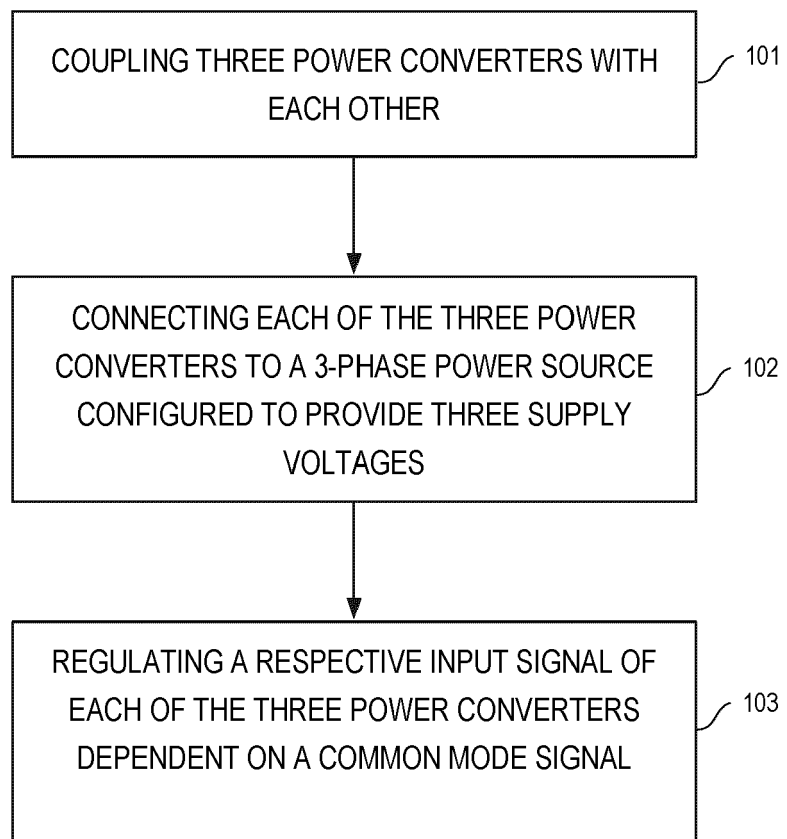 COUPLING THREE POWER CONVERTERS WITH
EACH OTHER
101
CONNECTING EACH OF THE THREE POWER
CONVERTERS TO A 3-PHASE POWER SOURCE
CONFIGURED TO PROVIDE THREE SUPPLY
VOLTAGES
102
REGULATING A RESPECTIVE INPUT SIGNAL OF
EACH OF THE THREE POWER CONVERTERS
DEPENDENT ON A COMMON MODE SIGNAL
103